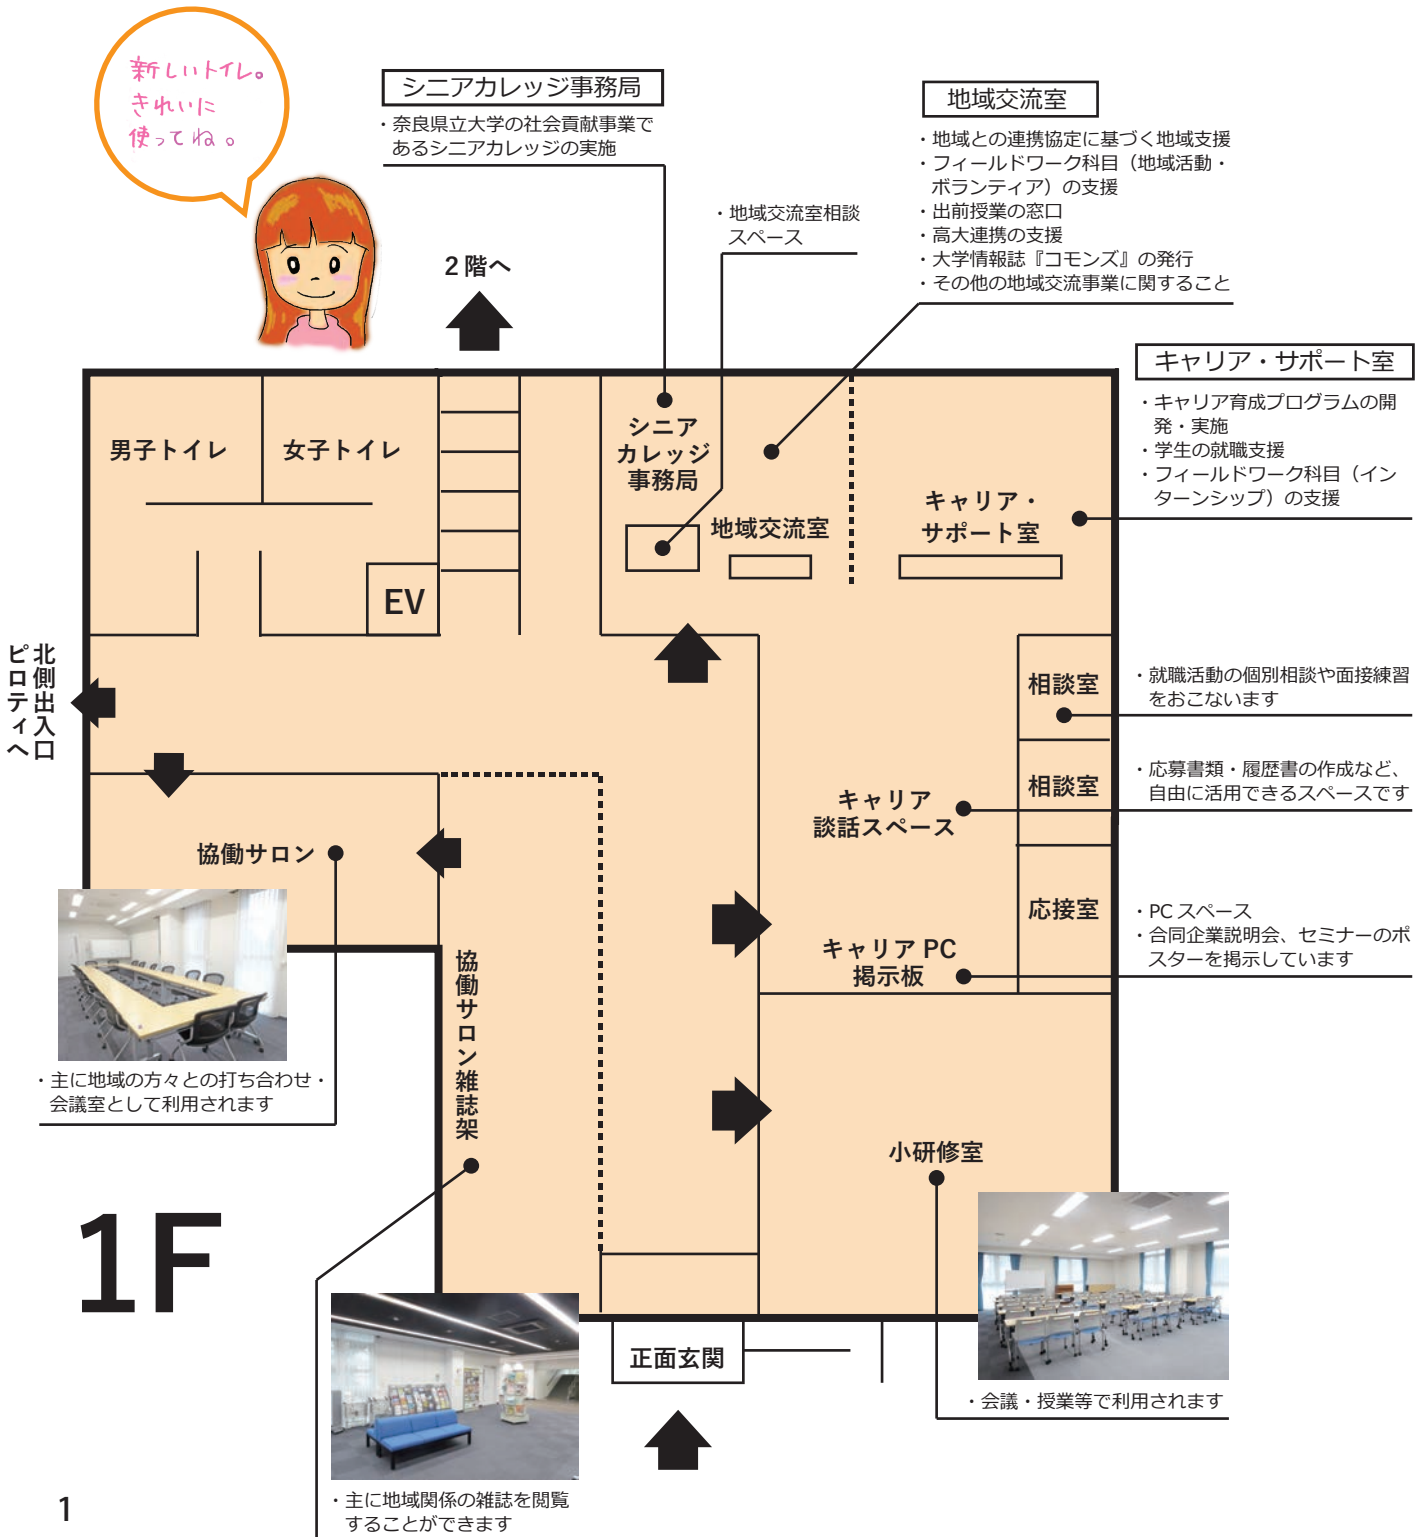 新しいトイレ。
きれいに
使ってね。
シニアカレッジ事務局
・奈良県立大学の社会貢献事業で
あるシニアカレッジの実施
地域交流室
・地域との連携協定に基づく地域支援
・フィールドワーク科目（地域活動・
ボランティア）の支援
・出前授業の窓口
・高大連携の支援
・大学情報誌『コモンズ』の発行
・その他の地域交流事業に関すること
・地域交流室相談
スペース
2階へ
キャリア・サポート室
・キャリア育成プログラムの開
発・実施
・学生の就職支援
・フィールドワーク科目（イン
ターンシップ）の支援
男子トイレ
女子トイレ
シニア
カレッジ
事務局
地域交流室
キャリア・
サポート室
EV
北側出入口
ピロティへ
相談室
・就職活動の個別相談や面接練習
をおこないます
相談室
・応募書類・履歴書の作成など、
自由に活用できるスペースです
キャリア
談話スペース
協働サロン
応接室
・PC スペース
・合同企業説明会、セミナーのポ
スターを掲示しています
キャリア PC
掲示板
協働サロン雑誌架
・主に地域の方々との打ち合わせ・
会議室として利用されます
小研修室
1F
正面玄関
・会議・授業等で利用されます
・主に地域関係の雑誌を閲覧
することができます
1